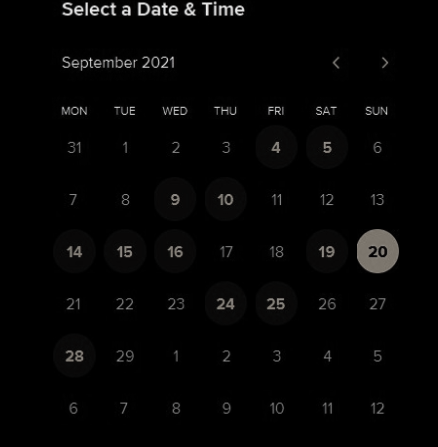 Select a Date & Time
September 2021
MON TUE WED THU FRI SAT SUN
31 1 2 3 4 5 6
7 8 9 10 11 12 13
14 15 16 17 18 19 20
21 22 23 24 25 26 27
28 29 1 2 3 4 5
6 7 8 9 10 11 12